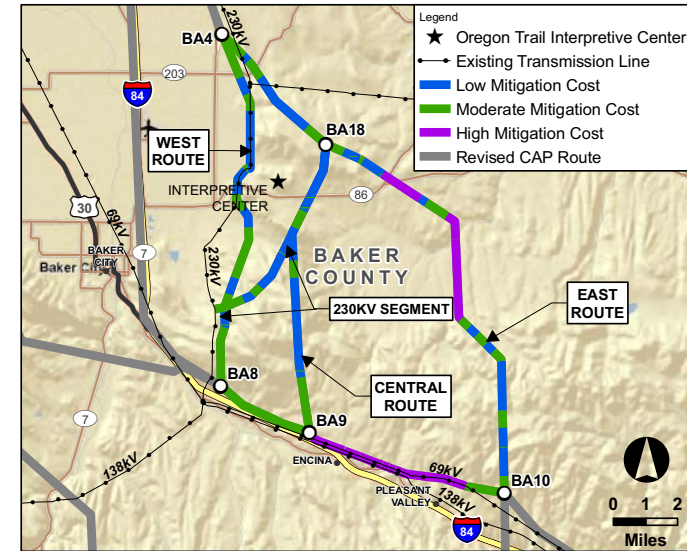 Legend
Oregon Trail Interpretive Center
Existing Transmission Line
Low Mitigation Cost
Moderate Mitigation Cost
High Mitigation Cost
Revised CAP Route
230kV
BA4
203
84
BA18
WEST
ROUTE
INTERPRETIVE
CENTER
86
30
69kV
7
BAKER
CITY
Baker City
230kV
BAKER
COUNTY
230KV SEGMENT
EAST
ROUTE
CENTRAL
ROUTE
BA8
BA9
7
ENCINA
69kV
BA10
PLEASANT
VALLEY
138kV
138kV
84
0 1 2
Miles